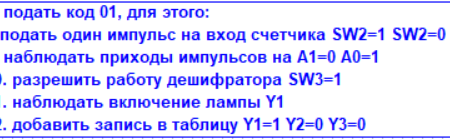 подать код 01, для этого:
подать один импульс на вход счетчика SW2=1 SW2=0
наблюдать приходы импульсов на A1=0 A0=1
. разрешить работу дешифратора SW3=1
. наблюдать включение лампы Y1
. добавить запись в таблицу Y1=1 Y2=0 Y3=0